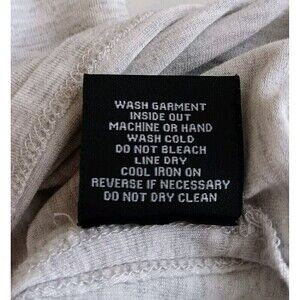 WASH GARMENT
INSIDE OUT
MACHINE OR HAND
WASH COLD
DO NOT BLEACH
LINE DRY
COOL IRON ON
REVERSE IF NECESSARY
DO NOT DRY CLEAN